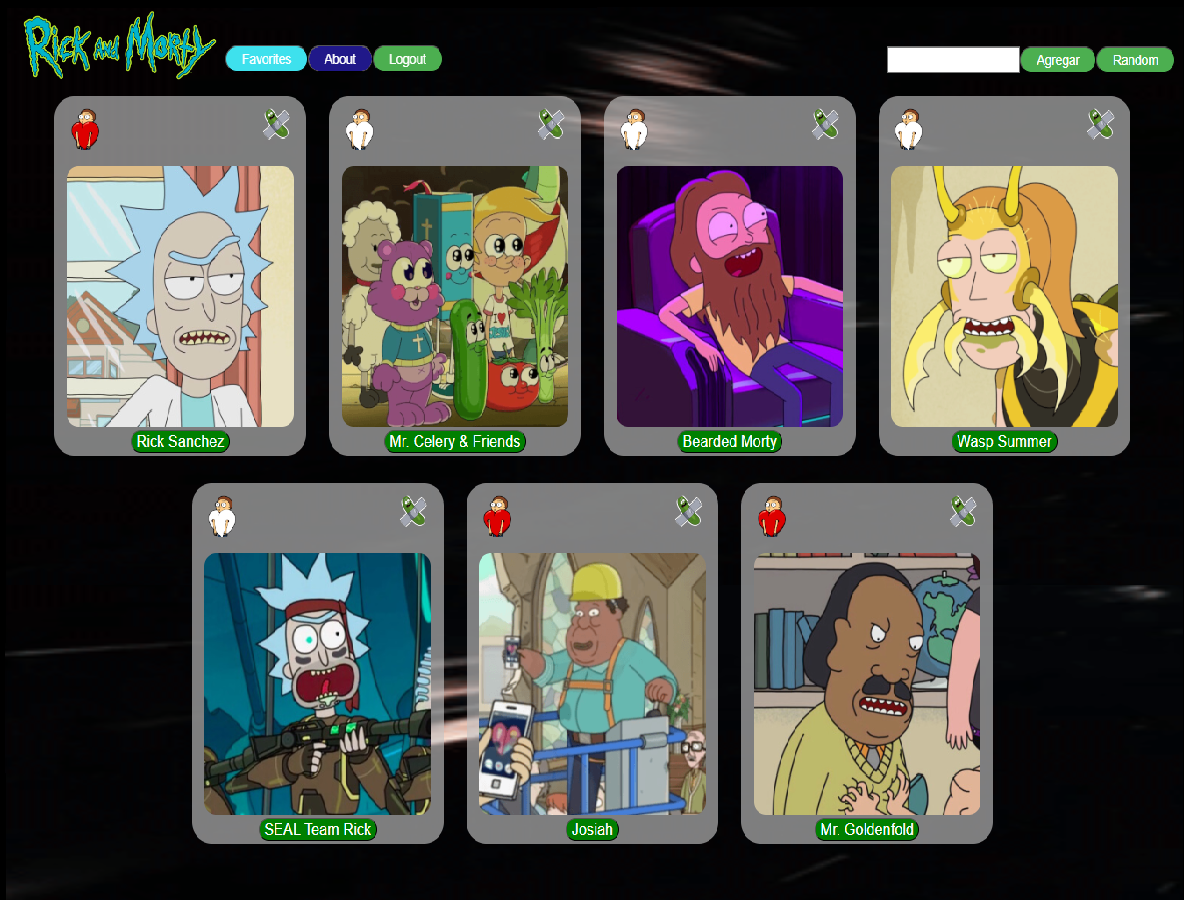 Rick and Morty
Favorites About Logout Agregar Random
Rick Sanchez Mr. Celery & Friends Bearded Morty Wasp Summer
SEAL Team Rick Josiah Mr. Goldenfold